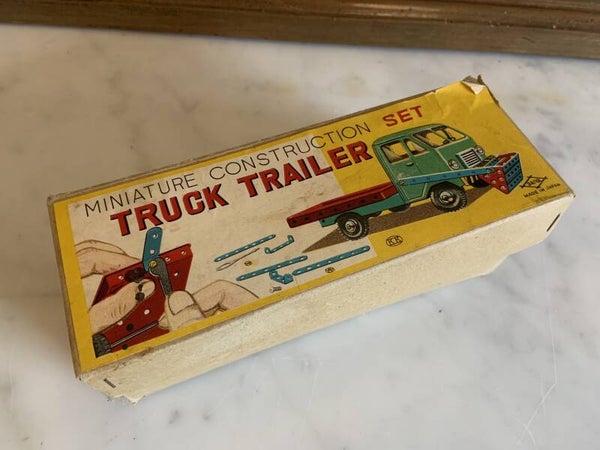 MINIATURE CONSTRUCTION SET
TRUCK TRAILER
MADE IN JAPAN